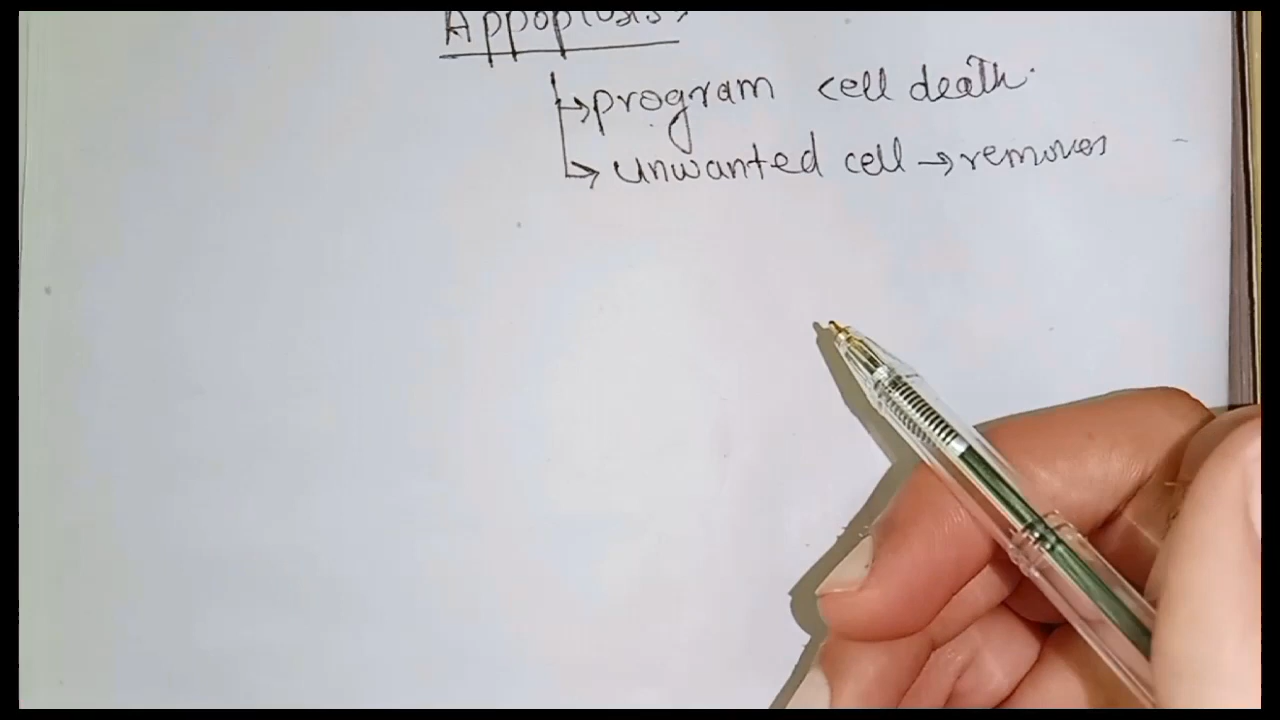 Appoptosis:
→ program cell death.
→ unwanted cell → removes